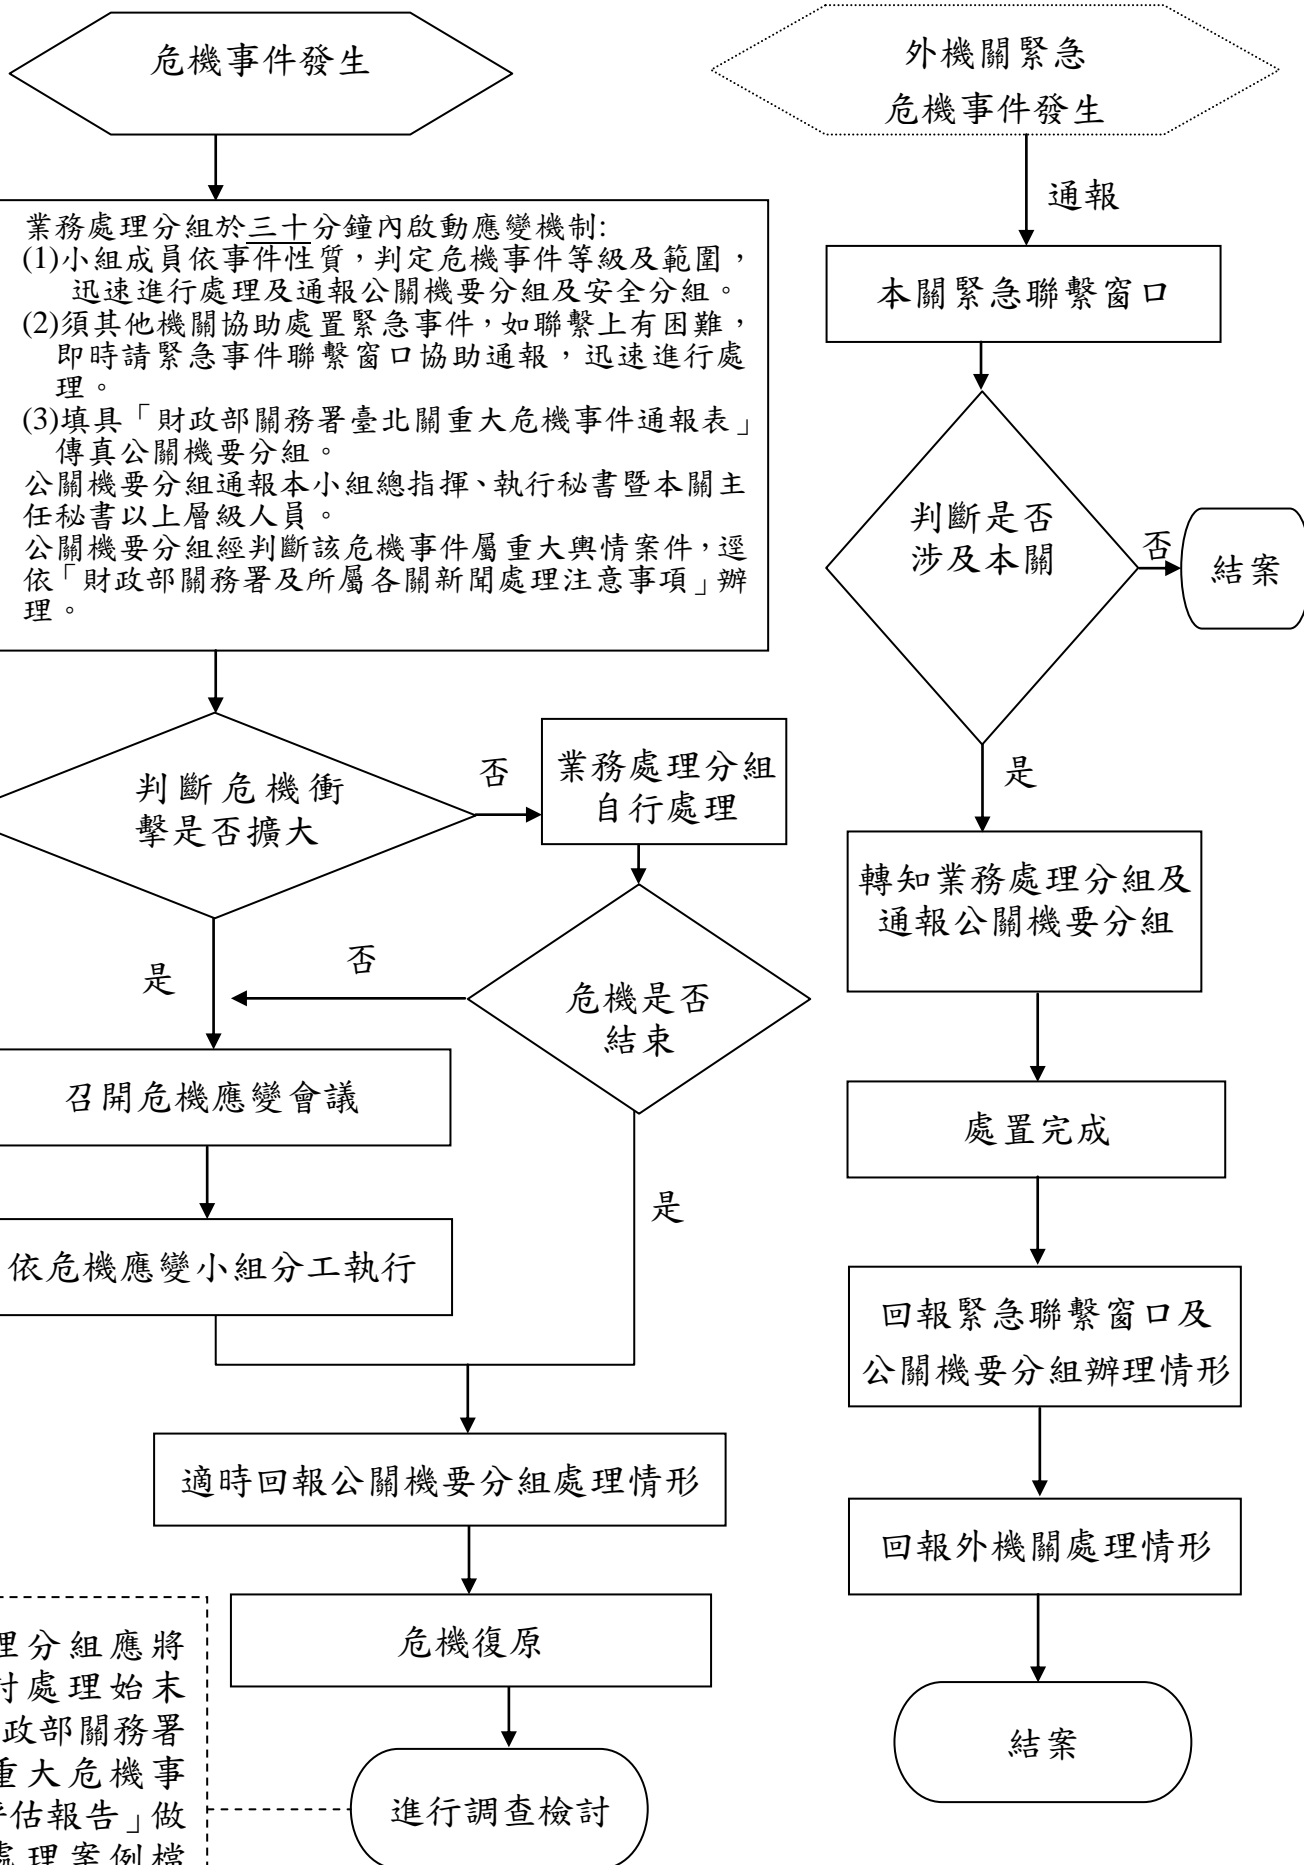 危機事件發生
業務處理分組於三十分鐘內啟動應變機制:
(1)小組成員依事件性質，判定危機事件等級及範圍，
迅速進行處理及通報公關機要分組及安全分組。
(2)須其他機關協助處置緊急事件，如聯繫上有困難，
即時請緊急事件聯繫窗口協助通報，迅速進行處
理。
(3)填具「財政部關務署臺北關重大危機事件通報表」
傳真公關機要分組。
公關機要分組通報本小組總指揮、執行秘書暨本關主
任秘書以上層級人員。
公關機要分組經判斷該危機事件屬重大輿情案件，逕
依「財政部關務署及所屬各關新聞處理注意事項」辦
理。
判斷危機衝
擊是否擴大
否
業務處理分組
自行處理
是
否
危機是否
結束
召開危機應變會議
是
依危機應變小組分工執行
適時回報公關機要分組處理情形
危機復原
進行調查檢討
理分組應將
討處理始末
政部關務署
重大危機事
評估報告」做
處理案例檔
外機關緊急
危機事件發生
通報
本關緊急聯繫窗口
判斷是否
涉及本關
否
結案
是
轉知業務處理分組及
通報公關機要分組
處置完成
回報緊急聯繫窗口及
公關機要分組辦理情形
回報外機關處理情形
結案